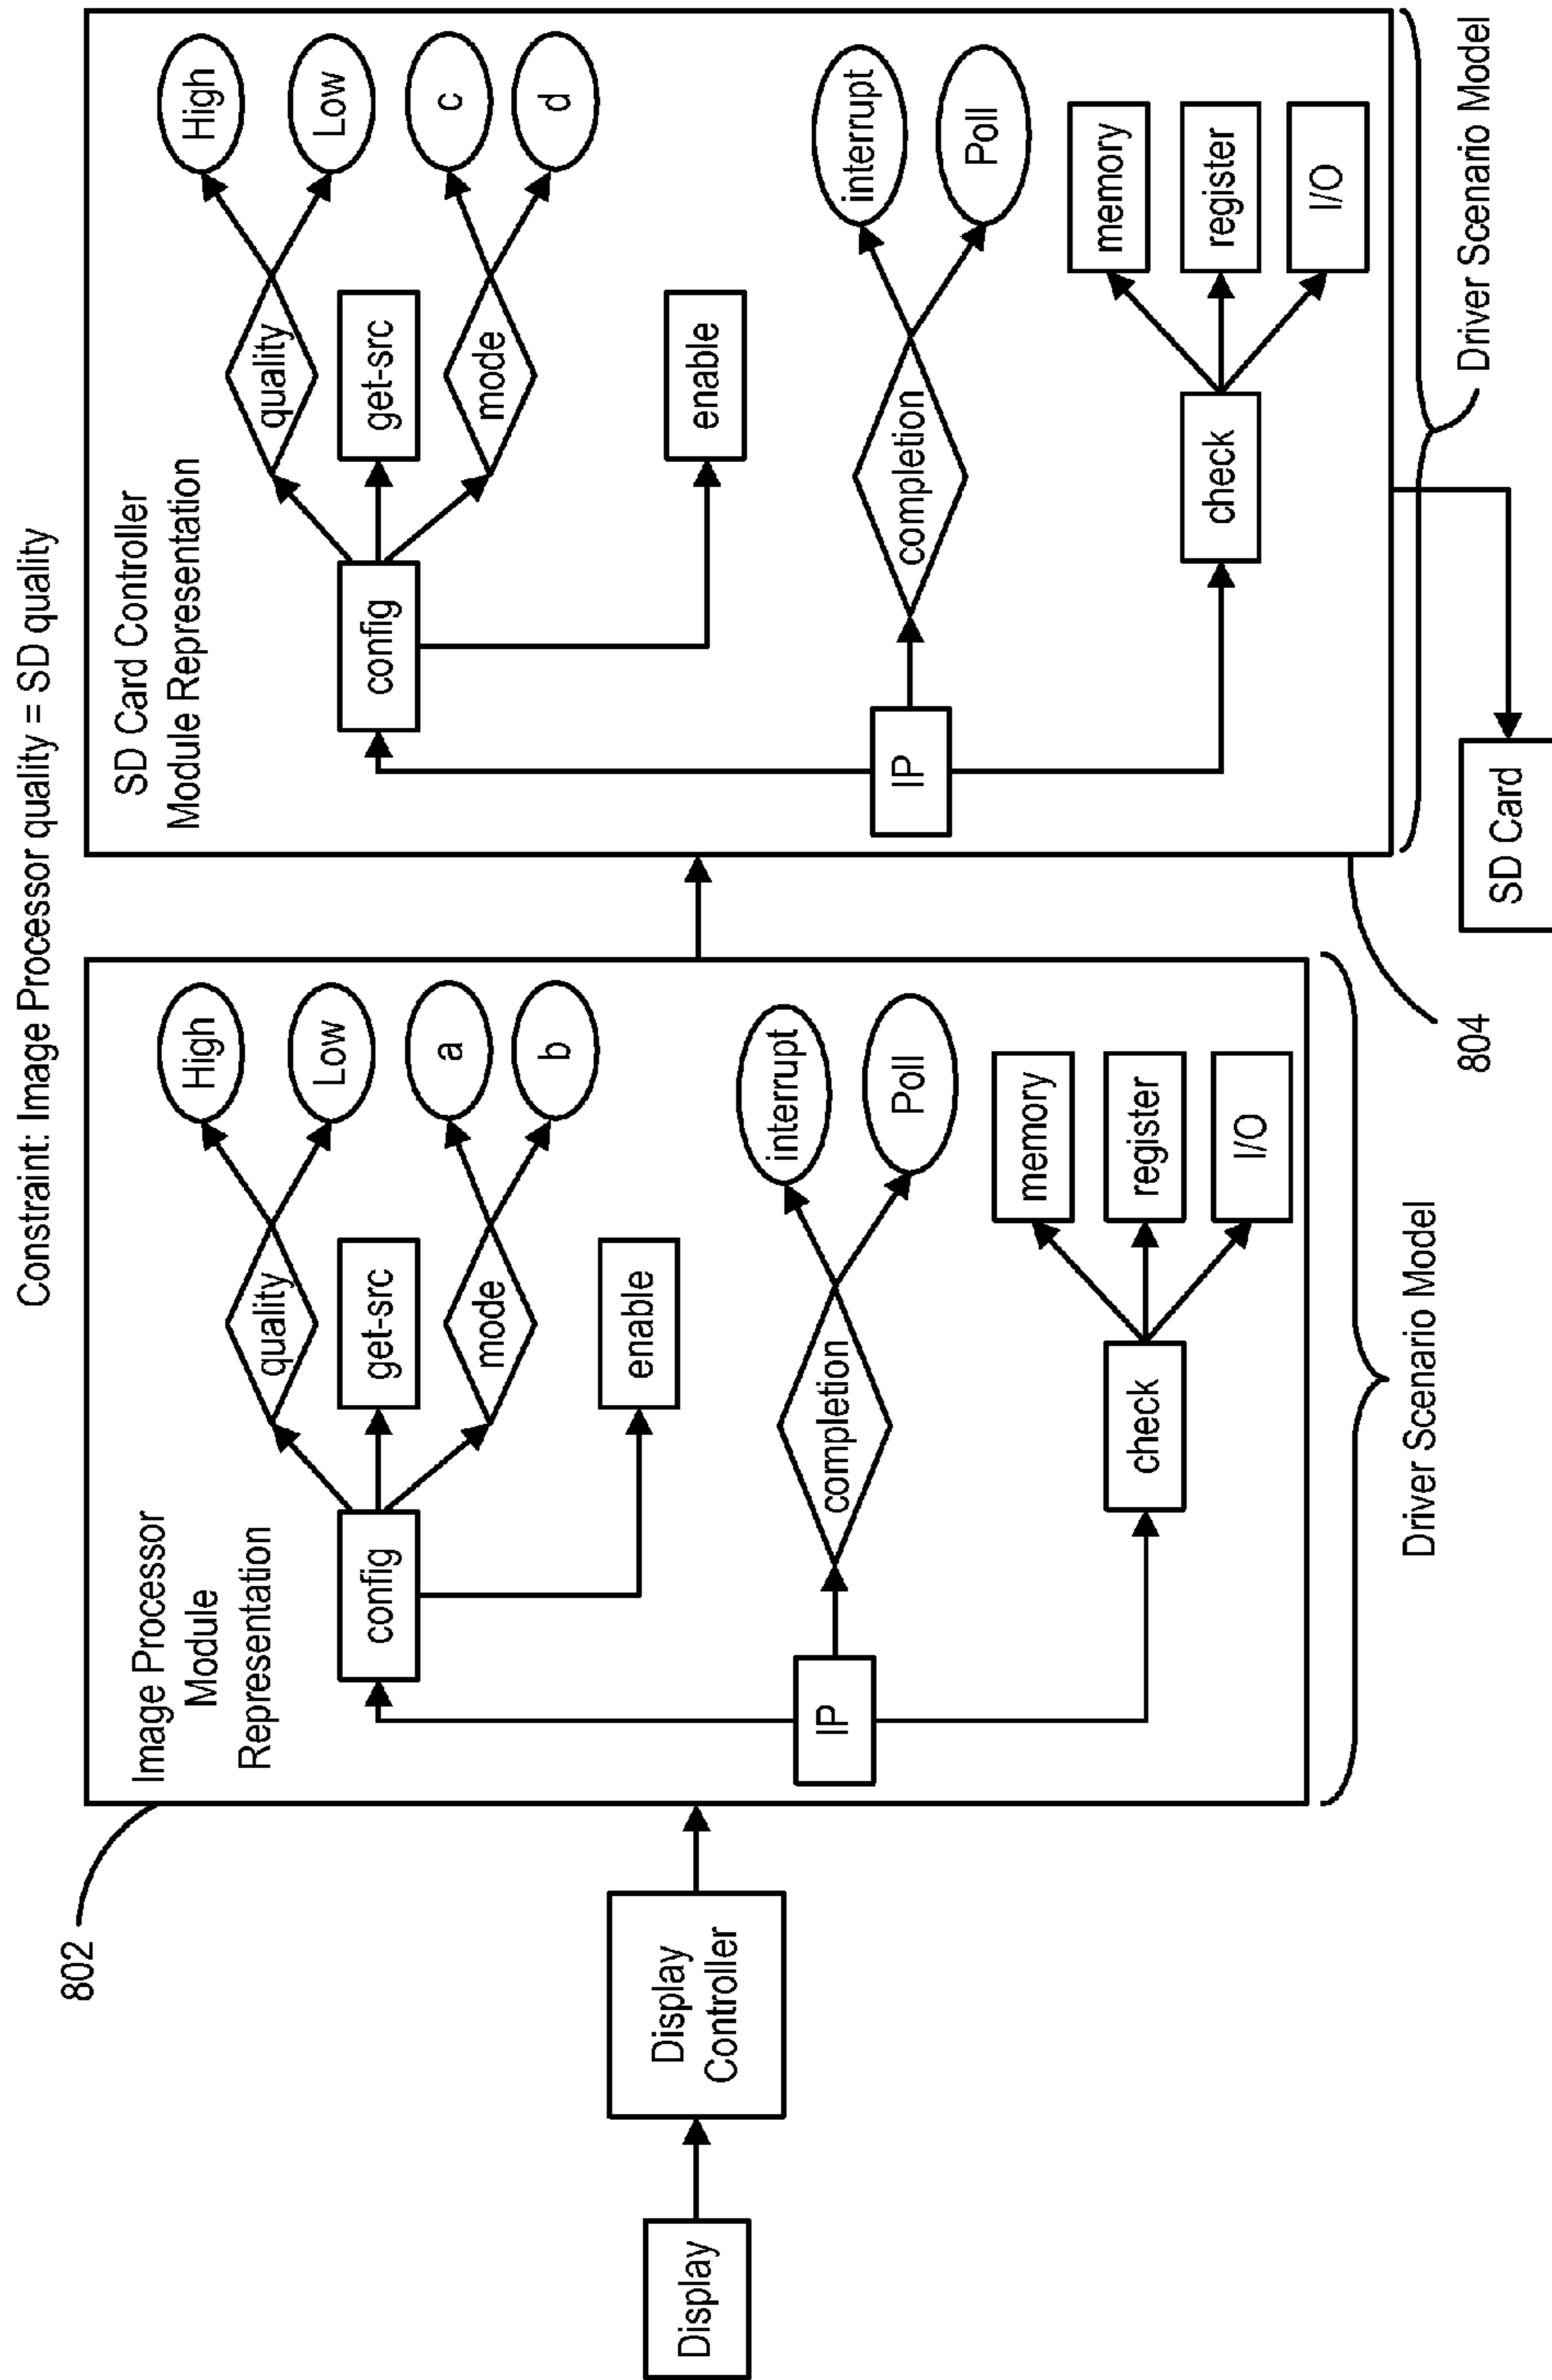 Constraint: Image Processor quality = SD quality
802
Image Processor
Module
Representation
High
Low
a
b
quality
get-src
mode
config
enable
interrupt
Poll
completion
IP
memory
register
I/O
check
Driver Scenario Model
Display
Display
Controller
SD Card Controller
Module Representation
High
Low
c
d
quality
get-src
mode
config
enable
interrupt
Poll
completion
IP
memory
register
I/O
check
Driver Scenario Model
804
SD Card